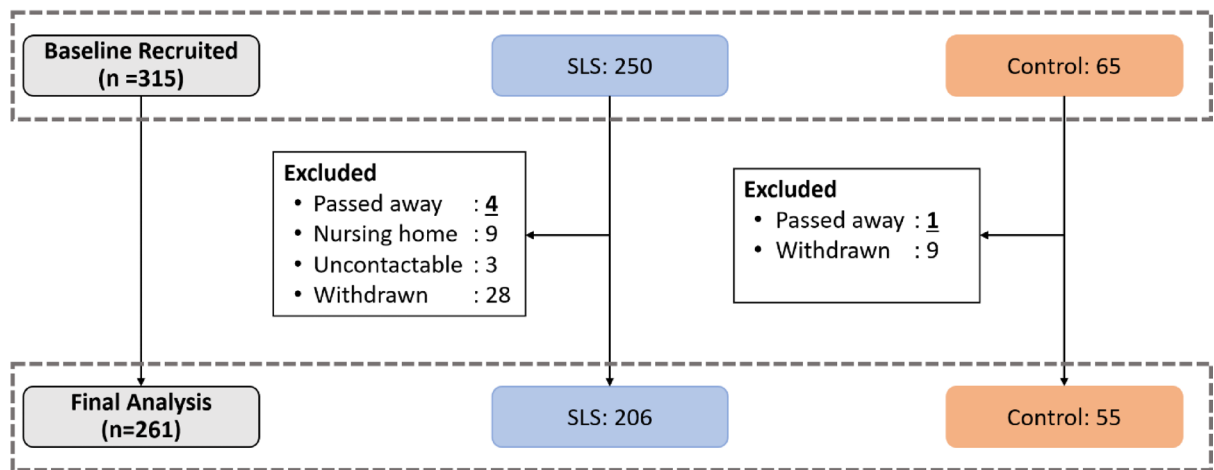 Baseline Recruited
(n =315)
SLS: 250
Control: 65
Excluded
• Passed away : 4
• Nursing home : 9
• Uncontactable : 3
• Withdrawn : 28
Excluded
• Passed away : 1
• Withdrawn : 9
Final Analysis
(n=261)
SLS: 206
Control: 55